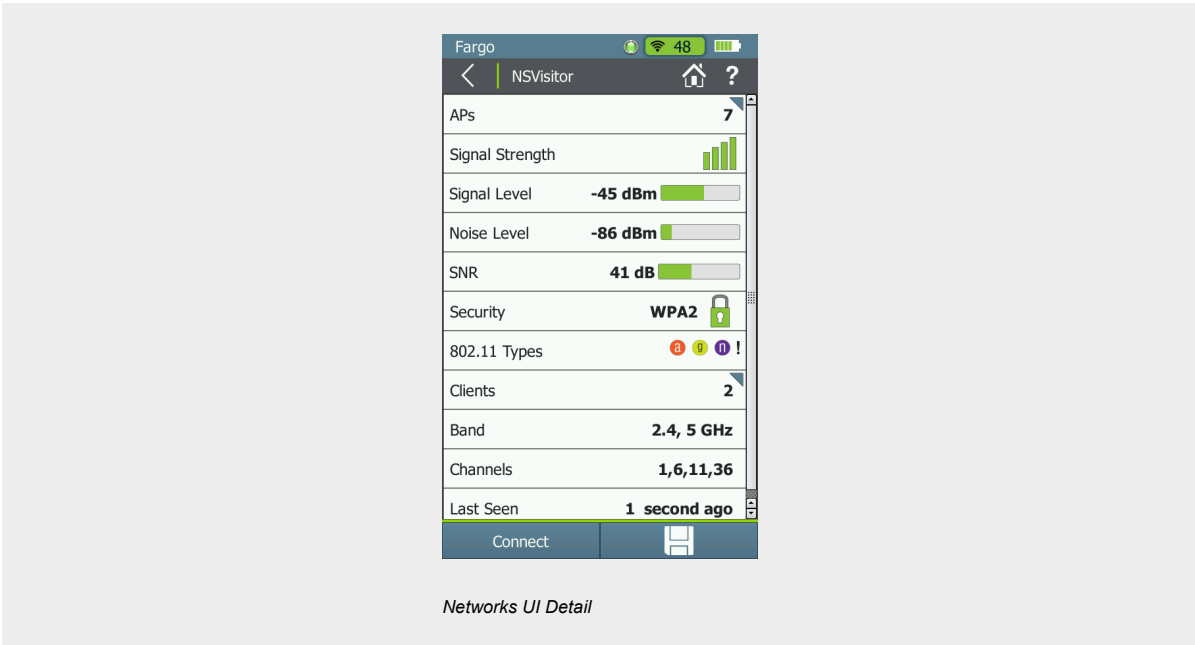 Fargo 48
NSVisitor ?
APs 7
Signal Strength
Signal Level -45 dBm
Noise Level -86 dBm
SNR 41 dB
Security WPA2
802.11 Types a g n !
Clients 2
Band 2.4, 5 GHz
Channels 1,6,11,36
Last Seen 1 second ago
Connect
Networks UI Detail